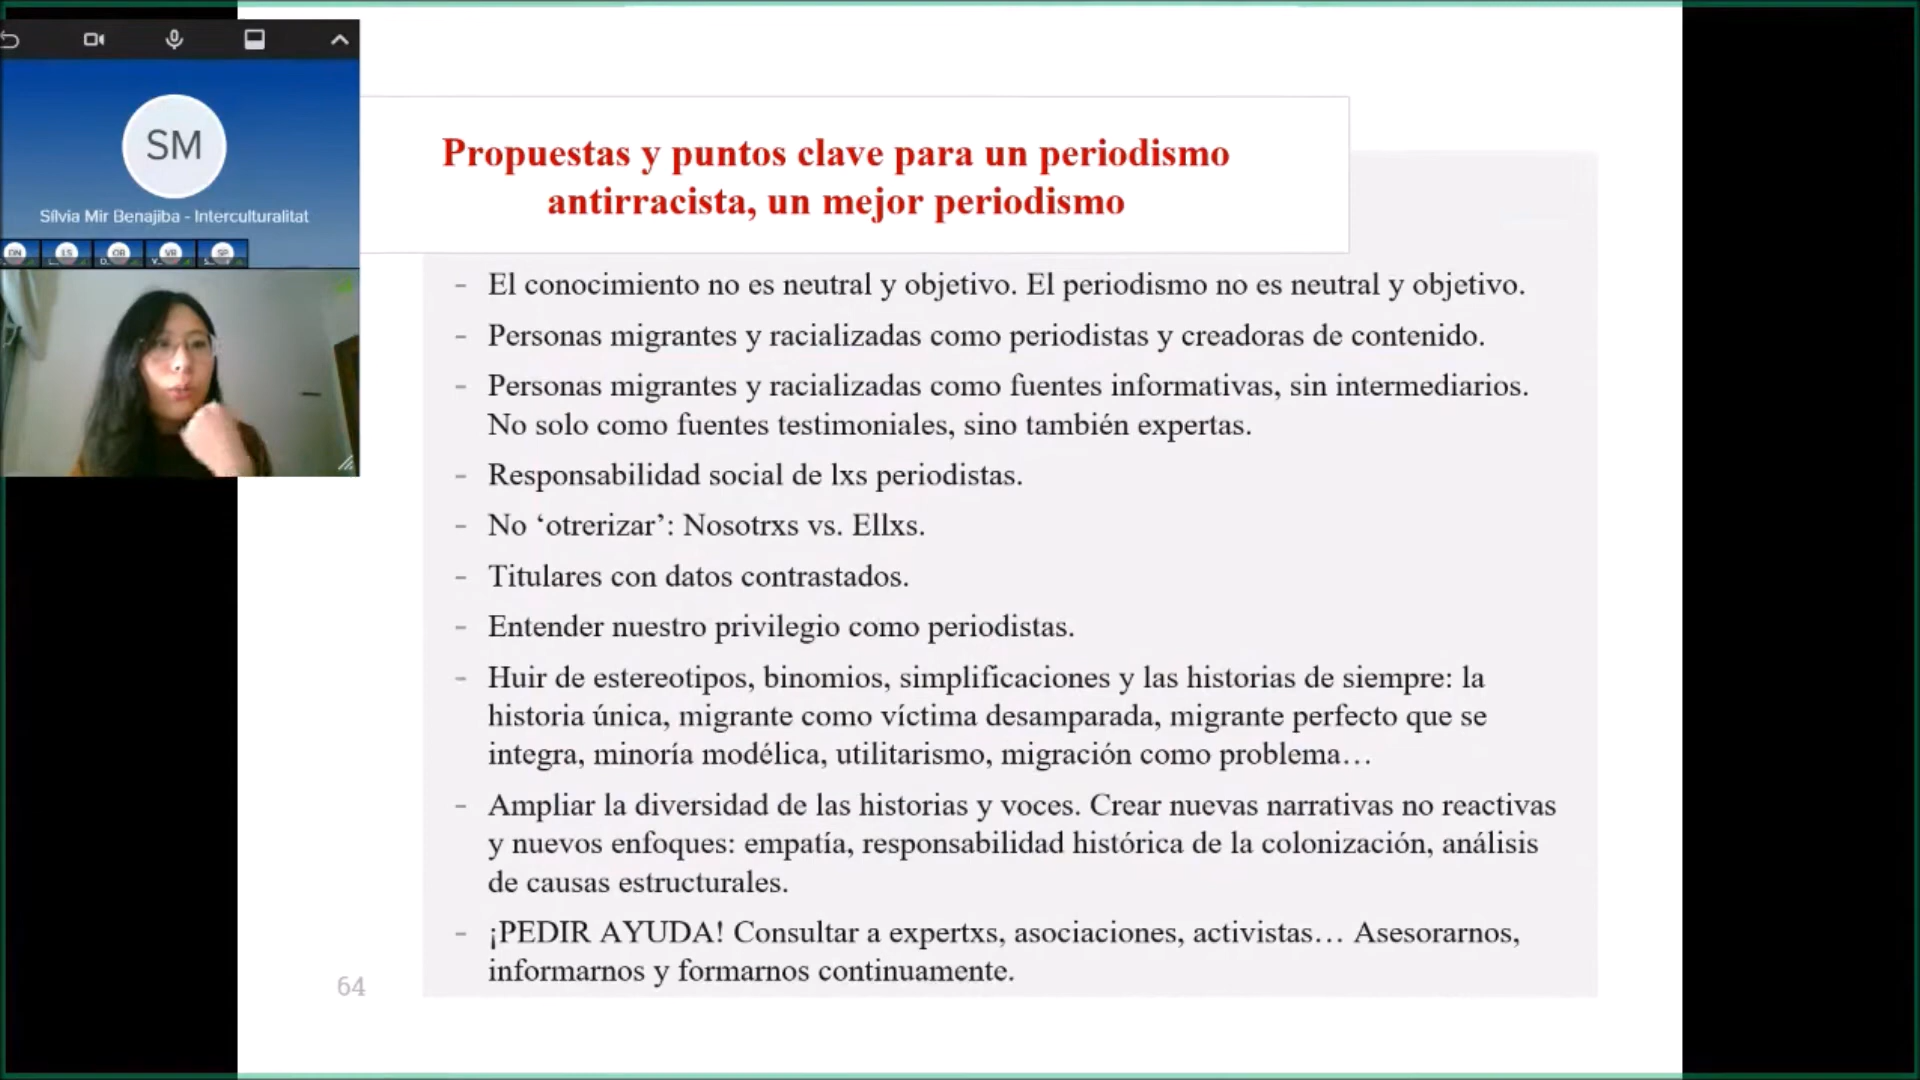 SM
Sílvia Mir Benajiba - Interculturalitat
DN
LS
OB
VR
SP
Propuestas y puntos clave para un periodismo
antirracista, un mejor periodismo
- El conocimiento no es neutral y objetivo. El periodismo no es neutral y objetivo.
- Personas migrantes y racializadas como periodistas y creadoras de contenido.
- Personas migrantes y racializadas como fuentes informativas, sin intermediarios.
No solo como fuentes testimoniales, sino también expertas.
- Responsabilidad social de lxs periodistas.
- No ‘otrerizar’: Nosotrxs vs. Ellxs.
- Titulares con datos contrastados.
- Entender nuestro privilegio como periodistas.
- Huir de estereotipos, binomios, simplificaciones y las historias de siempre: la
historia única, migrante como víctima desamparada, migrante perfecto que se
integra, minoría modélica, utilitarismo, migración como problema…
- Ampliar la diversidad de las historias y voces. Crear nuevas narrativas no reactivas
y nuevos enfoques: empatía, responsabilidad histórica de la colonización, análisis
de causas estructurales.
- ¡PEDIR AYUDA! Consultar a expertxs, asociaciones, activistas… Asesorarnos,
informarnos y formarnos continuamente.
64